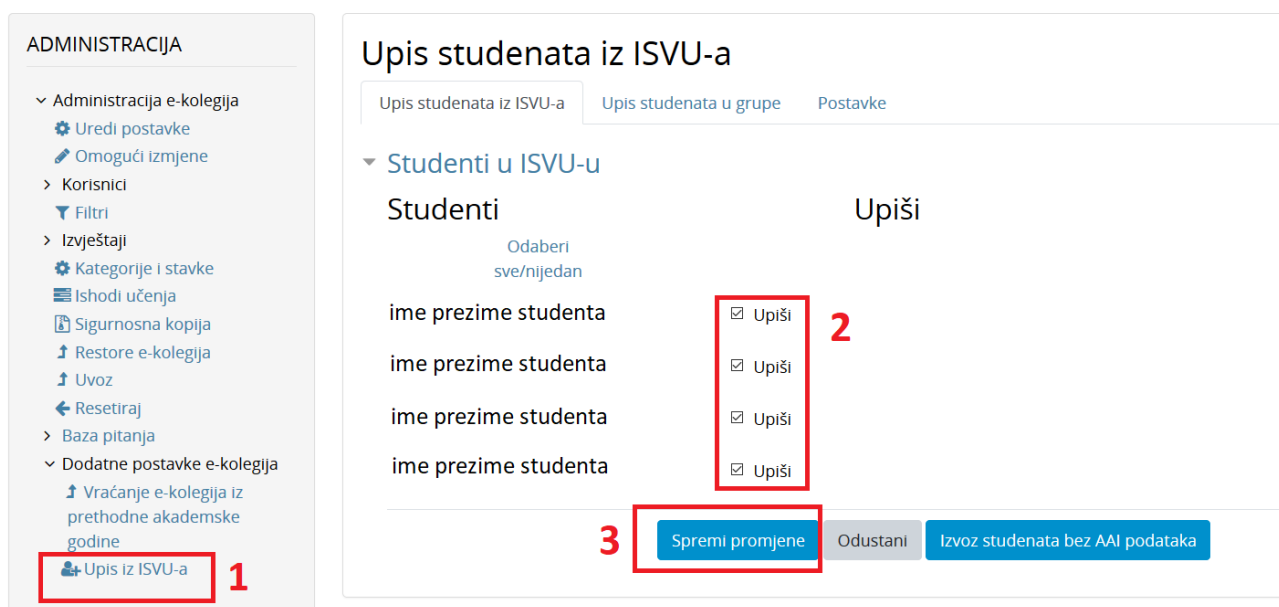 ADMINISTRACIJA
Administracija e-kolegija
Uredi postavke
Omogući izmjene
Korisnici
Filtri
Izvještaji
Kategorije i stavke
Ishodi učenja
Sigurnosna kopija
Restore e-kolegija
Uvoz
Resetiraj
Baza pitanja
Dodatne postavke e-kolegija
Vraćanje e-kolegija iz
prethodne akademske
godine
Upis iz ISVU-a 1
Upis studenata iz ISVU-a
Upis studenata iz ISVU-a Upis studenata u grupe Postavke
Studenti u ISVU-u
Studenti Upiši
Odaberi
sve/nijedan
ime prezime studenta Upiši 2
ime prezime studenta Upiši
ime prezime studenta Upiši
ime prezime studenta Upiši
3 Spremi promjene Odustani Izvoz studenata bez AAI podataka